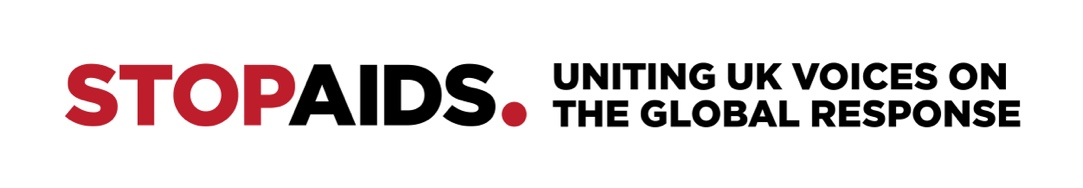 STOPAIDS.
UNITING UK VOICES ON
THE GLOBAL RESPONSE